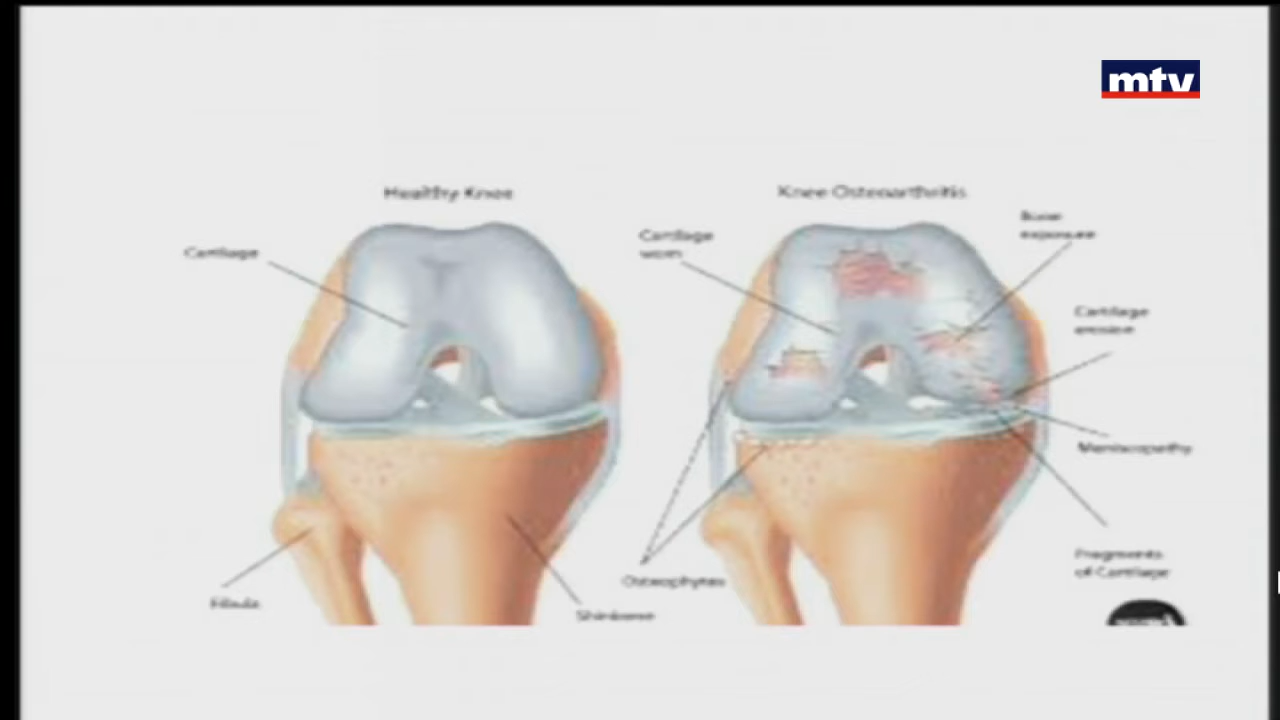 mtv
Healthy Knee
Knee Osteoarthritis
Cartilage
Cartilage
worn
Bone
exposure
Cartilage
erosion
Meniscopathy
Fragments
of Cartilage
Osteophytes
Fibula
Shinbone